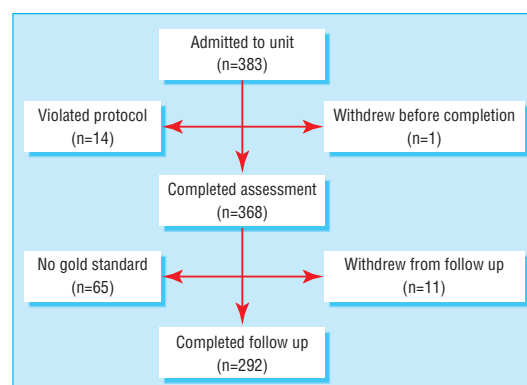 Admitted to unit
(n=383)
Violated protocol
(n=14)
Withdrew before completion
(n=1)
Completed assessment
(n=368)
No gold standard
(n=65)
Withdrew from follow up
(n=11)
Completed follow up
(n=292)